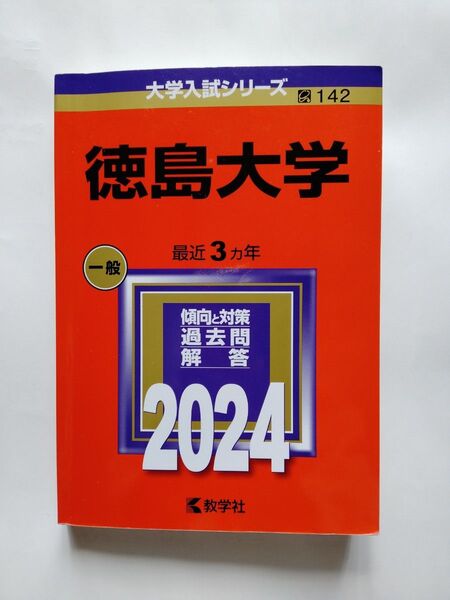 大学入試シリーズ
142
徳島大学
最近3ヵ年
一般
傾向と対策
過去問
解答
2024
教学社